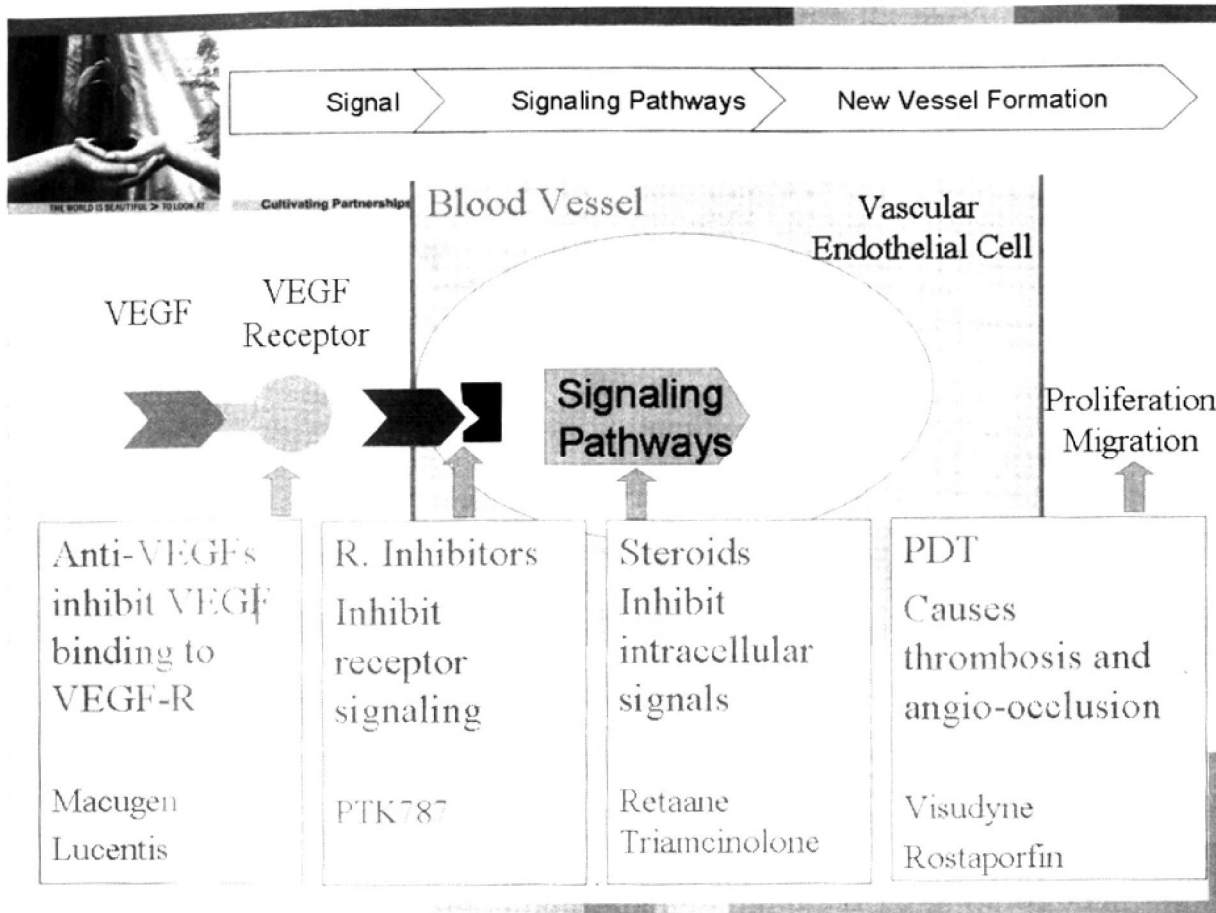 Signal
Signaling Pathways
New Vessel Formation
THE WORLD IS BEAUTIFUL > TO LOOK AT
Cultivating Partnerships
Blood Vessel
Vascular
Endothelial Cell
VEGF
VEGF
Receptor
Signaling
Pathways
Proliferation
Migration
Anti-VEGFs
inhibit VEGF
binding to
VEGF-R
Macugen
Lucentis
R. Inhibitors
Inhibit
receptor
signaling
PTK787
Steroids
Inhibit
intracellular
signals
Retaane
Triamcinolone
PDT
Causes
thrombosis and
angio-occlusion
Visudyne
Rostaporfin